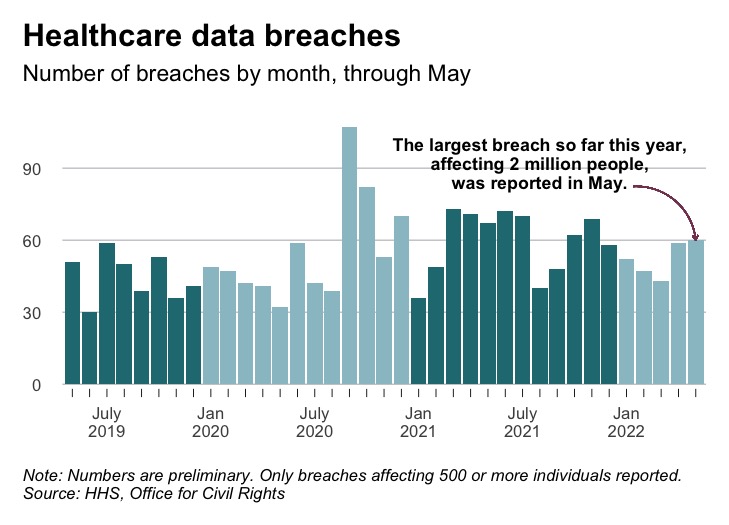 Healthcare data breaches
Number of breaches by month, through May
The largest breach so far this year,
affecting 2 million people,
was reported in May.
90
60
30
0
July
2019
Jan
2020
July
2020
Jan
2021
July
2021
Jan
2022
Note: Numbers are preliminary. Only breaches affecting 500 or more individuals reported.
Source: HHS, Office for Civil Rights